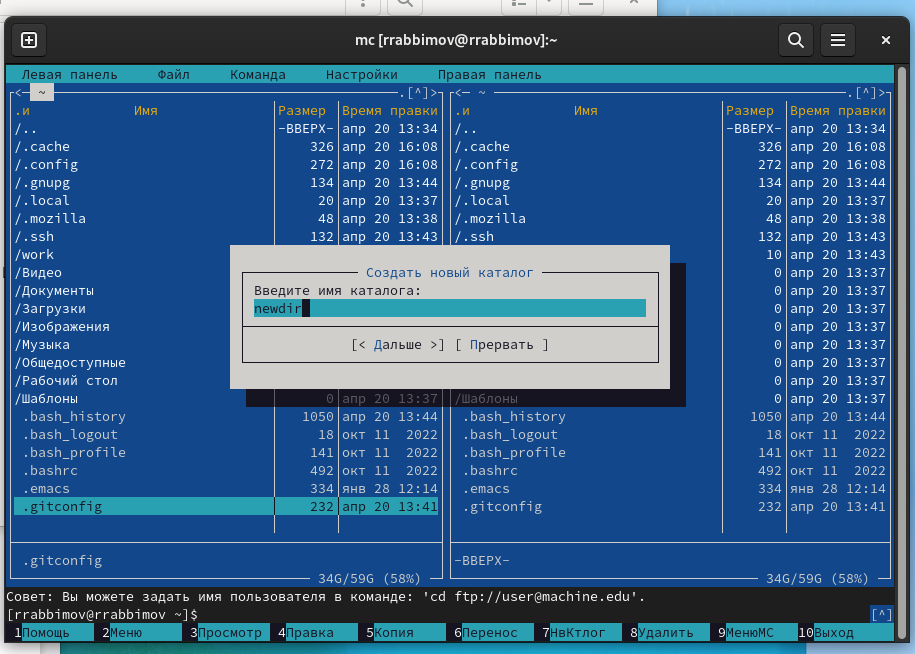 mc [rrabbimov@rrabbimov]:~
Левая панель Файл Команда Настройки Правая панель
<─ ~ .[^]> <─ ~ .[^]>
.и Имя Размер Время правки .и Имя Размер Время правки
/.. -ВВЕРХ- апр 20 13:34 /.. -ВВЕРХ- апр 20 13:34
/.cache 326 апр 20 16:08 /.cache 326 апр 20 16:08
/.config 272 апр 20 16:08 /.config 272 апр 20 16:08
/.gnupg 134 апр 20 13:44 /.gnupg 134 апр 20 13:44
/.local 20 апр 20 13:37 /.local 20 апр 20 13:37
/.mozilla 48 апр 20 13:38 /.mozilla 48 апр 20 13:38
/.ssh 132 апр 20 13:43 /.ssh 132 апр 20 13:43
/work 10 апр 20 13:43
/Видео Создать новый каталог 0 апр 20 13:37
/Документы Введите имя каталога: 0 апр 20 13:37
/Загрузки newdir 0 апр 20 13:37
/Изображения 0 апр 20 13:37
/Музыка [< Дальше >] [ Прервать ] 0 апр 20 13:37
/Общедоступные 0 апр 20 13:37
/Рабочий стол 0 апр 20 13:37
/Шаблоны 0 апр 20 13:37 /Шаблоны 0 апр 20 13:37
.bash_history 1050 апр 20 13:44 .bash_history 1050 апр 20 13:44
.bash_logout 18 окт 11 2022 .bash_logout 18 окт 11 2022
.bash_profile 141 окт 11 2022 .bash_profile 141 окт 11 2022
.bashrc 492 окт 11 2022 .bashrc 492 окт 11 2022
.emacs 334 янв 28 12:14 .emacs 334 янв 28 12:14
.gitconfig 232 апр 20 13:41 .gitconfig 232 апр 20 13:41
.gitconfig -ВВЕРХ-
34G/59G (58%) 34G/59G (58%)
Совет: Вы можете задать имя пользователя в команде: 'cd ftp://user@machine.edu'.
[rrabbimov@rrabbimov ~]$ [^]
1Помощь 2Меню 3Просмотр 4Правка 5Копия 6Перенос 7НвКтлог 8Удалить 9МенюМС 10Выход